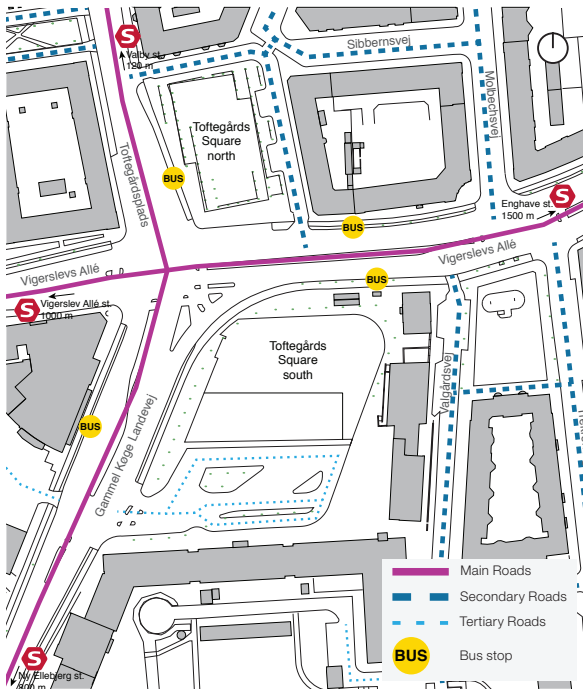 S
Valby st.
120 m
Sibbernsvej
Molbechsvej
Toftegårds
Square
north
Toftegårdsplads
BUS
Enghave st.
1500 m
S
BUS
Vigerslevs Allé
Vigerslevs Allé
BUS
S
Vigerslev Allé st.
1000 m
Toftegårds
Square
south
Valgårdsvej
BUS
Gammel Køge Landevej
Main Roads
Secondary Roads
Tertiary Roads
BUS
Bus stop
S
Ny Ellebjerg st.